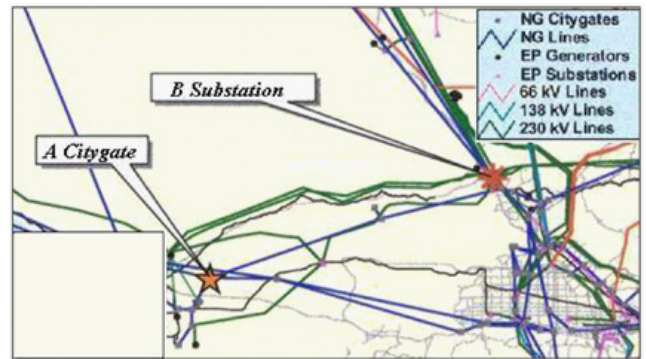 NG Citygates
NG Lines
EP Generators
EP Substations
66 kV Lines
138 kV Lines
230 kV Lines
B Substation
A Citygate